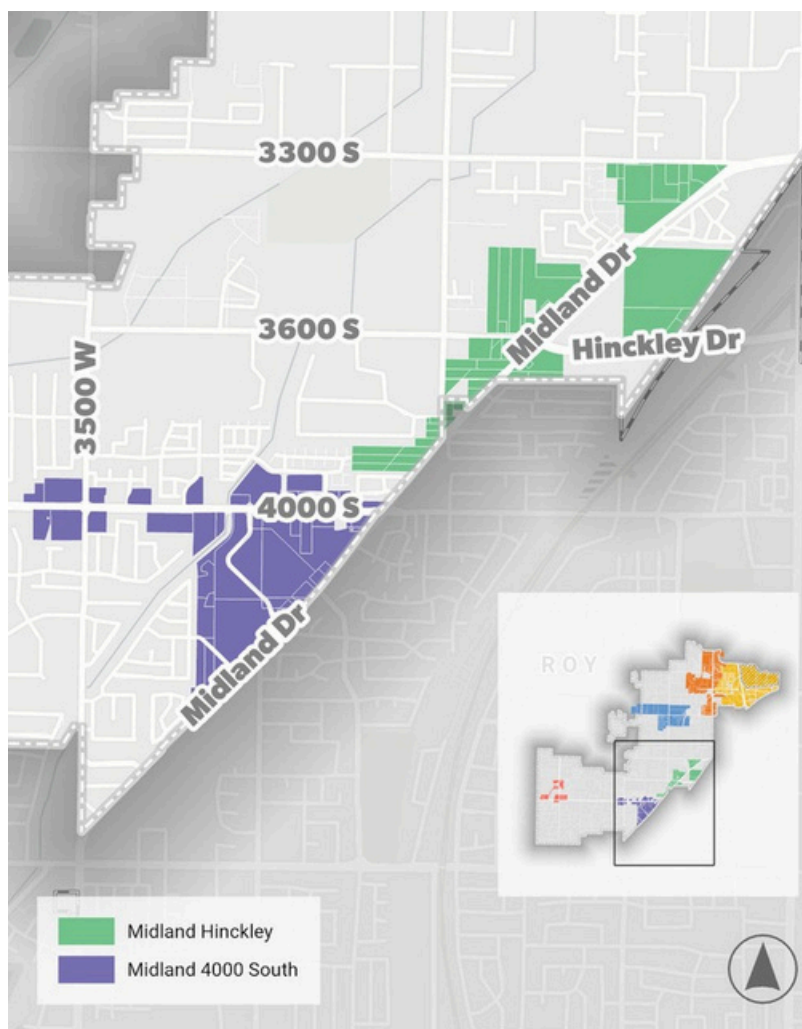 3300 S
Midland Dr
3600 S
Hinckley Dr
3500 W
4000 S
Midland Dr
ROY
Midland Hinckley
Midland 4000 South